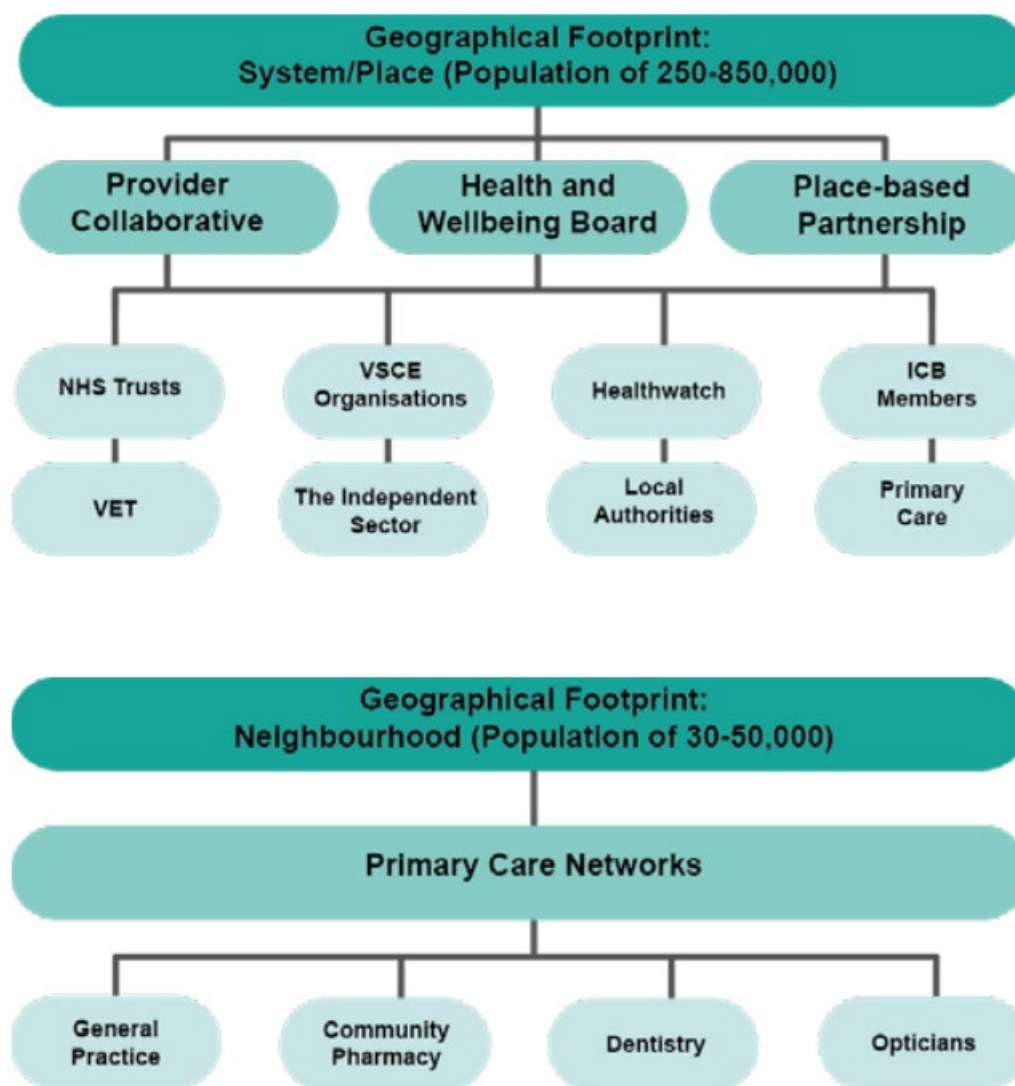 Geographical Footprint:
System/Place (Population of 250-850,000)
Provider
Collaborative
Health and
Wellbeing Board
Place-based
Partnership
NHS Trusts
VSCE
Organisations
Healthwatch
ICB
Members
VET
The Independent
Sector
Local
Authorities
Primary
Care
Geographical Footprint:
Neighbourhood (Population of 30-50,000)
Primary Care Networks
General
Practice
Community
Pharmacy
Dentistry
Opticians